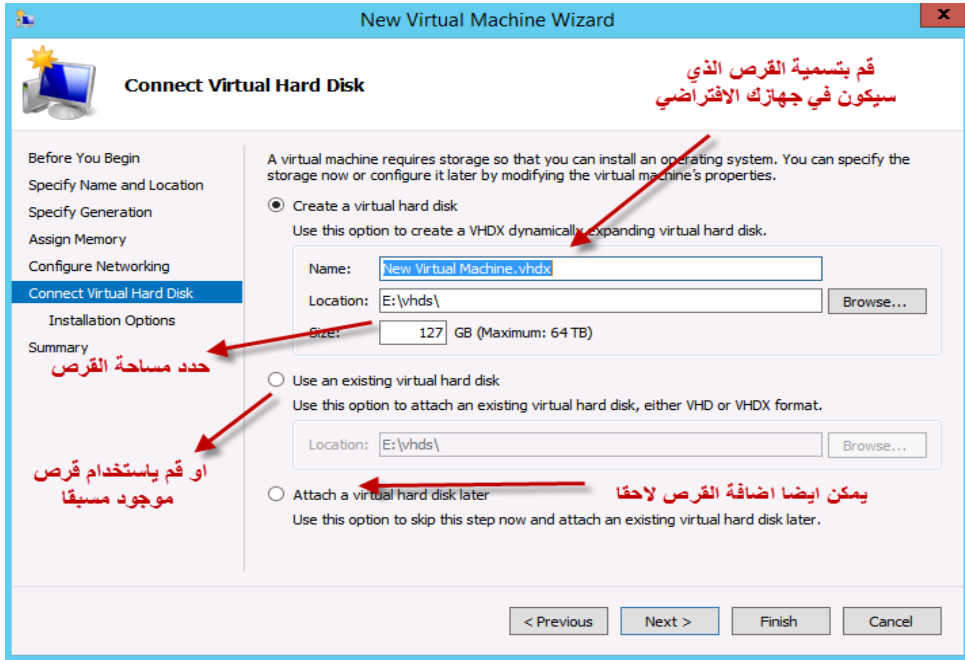 New Virtual Machine Wizard
x
Connect Virtual Hard Disk
قم بتسمية القرص الذي
سيكون في جهازك الافتراضي
Before You Begin
Specify Name and Location
Specify Generation
Assign Memory
Configure Networking
Connect Virtual Hard Disk
Installation Options
Summary
حدد مساحة القرص
او قم ياستخدام قرص
موجود مسبقا
A virtual machine requires storage so that you can install an operating system. You can specify the
storage now or configure it later by modifying the virtual machine's properties.
Create a virtual hard disk
Use this option to create a VHDX dynamically expanding virtual hard disk.
Name: New Virtual Machine.vhdx
Location: E:\vhds\ Browse...
Size: 127 GB (Maximum: 64 TB)
Use an existing virtual hard disk
Use this option to attach an existing virtual hard disk, either VHD or VHDX format.
Location: E:\vhds\ Browse...
Attach a virtual hard disk later
يمكن ايضا اضافة القرص لاحقا
Use this option to skip this step now and attach an existing virtual hard disk later.
< Previous Next > Finish Cancel